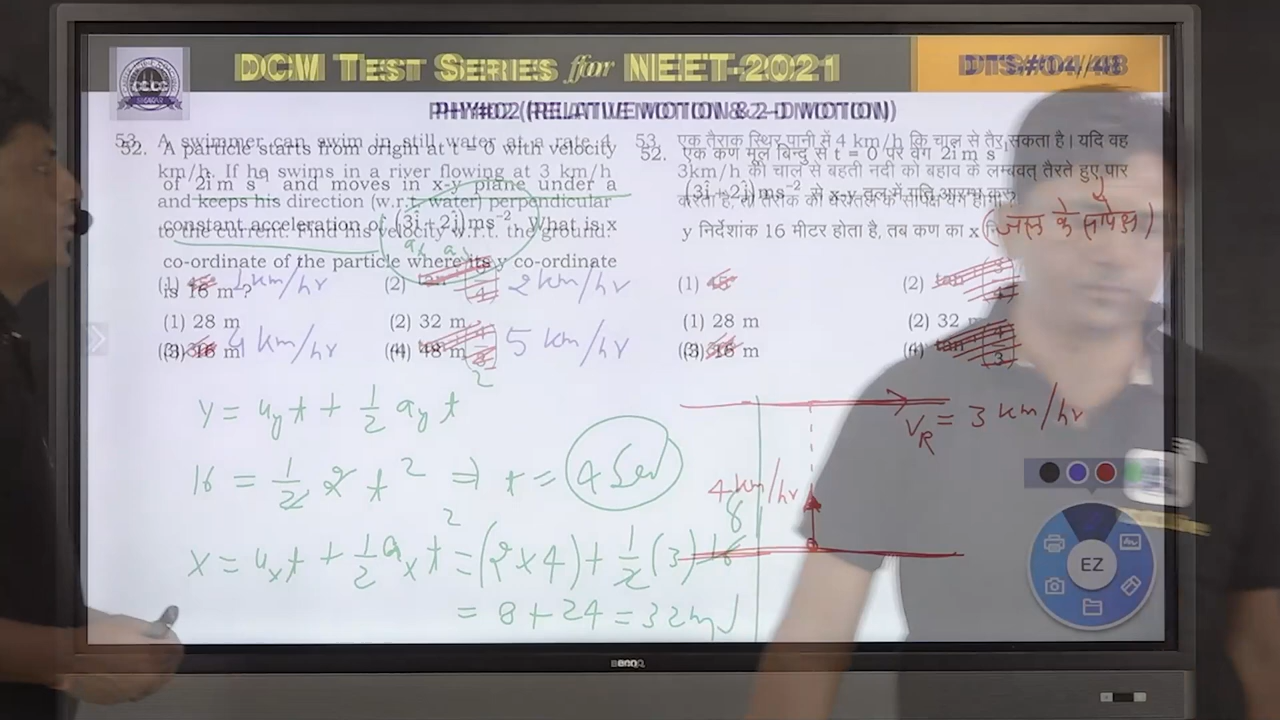 DCM TEST SERIES for NEET-2021
DTS#04/48
PHY#02 (RELATIVE MOTION & 2-D MOTION)
53. A swimmer can swim in still water at a rate 4
km/h. If he swims in a river flowing at 3 km/h
and keeps his direction (w.r.t. water) perpendicular
to the current. Find his velocity w.r.t. the ground.
(1) 1 km/hr
(2) 2 km/hr
(3) 4 km/hr
(4) 5 km/hr
52. A particle starts from origin at t = 0 with velocity
of 2î m s⁻¹ and moves in x-y plane under a
constant acceleration of (3î+2ĵ)ms⁻². What is x
co-ordinate of the particle where its y co-ordinate
is 16 m ?
(1) 28 m
(2) 32 m
(3) 16 m
(4) 48 m
53. एक तैराक स्थिर पानी में 4 km/h कि चाल से तैर सकता है। यदि वह
3km/h की चाल से बहती नदी को बहाव के लम्बवत् तैरते हुए पार
52. एक कण मूल बिन्दु से t = 0 पर वेग 2î m s
(3î+2ĵ)ms⁻² से x-y तल में गति आरम्भ
y निर्देशांक 16 मीटर होता है, तब कण का x
(जल के सापेक्ष)
(1) 28 m
(2) 32
aₓ a_y
y = u_y t + 1/2 a_y t²
16 = 1/2 2 t² ⇒ t = 4 Sec
x = uₓt + 1/2 aₓt² = (2×4) + 1/2 (3) 16 8
= 8 + 24 = 32 m
V_R = 3 km/hr
4 km/hr
EZ
BenQ